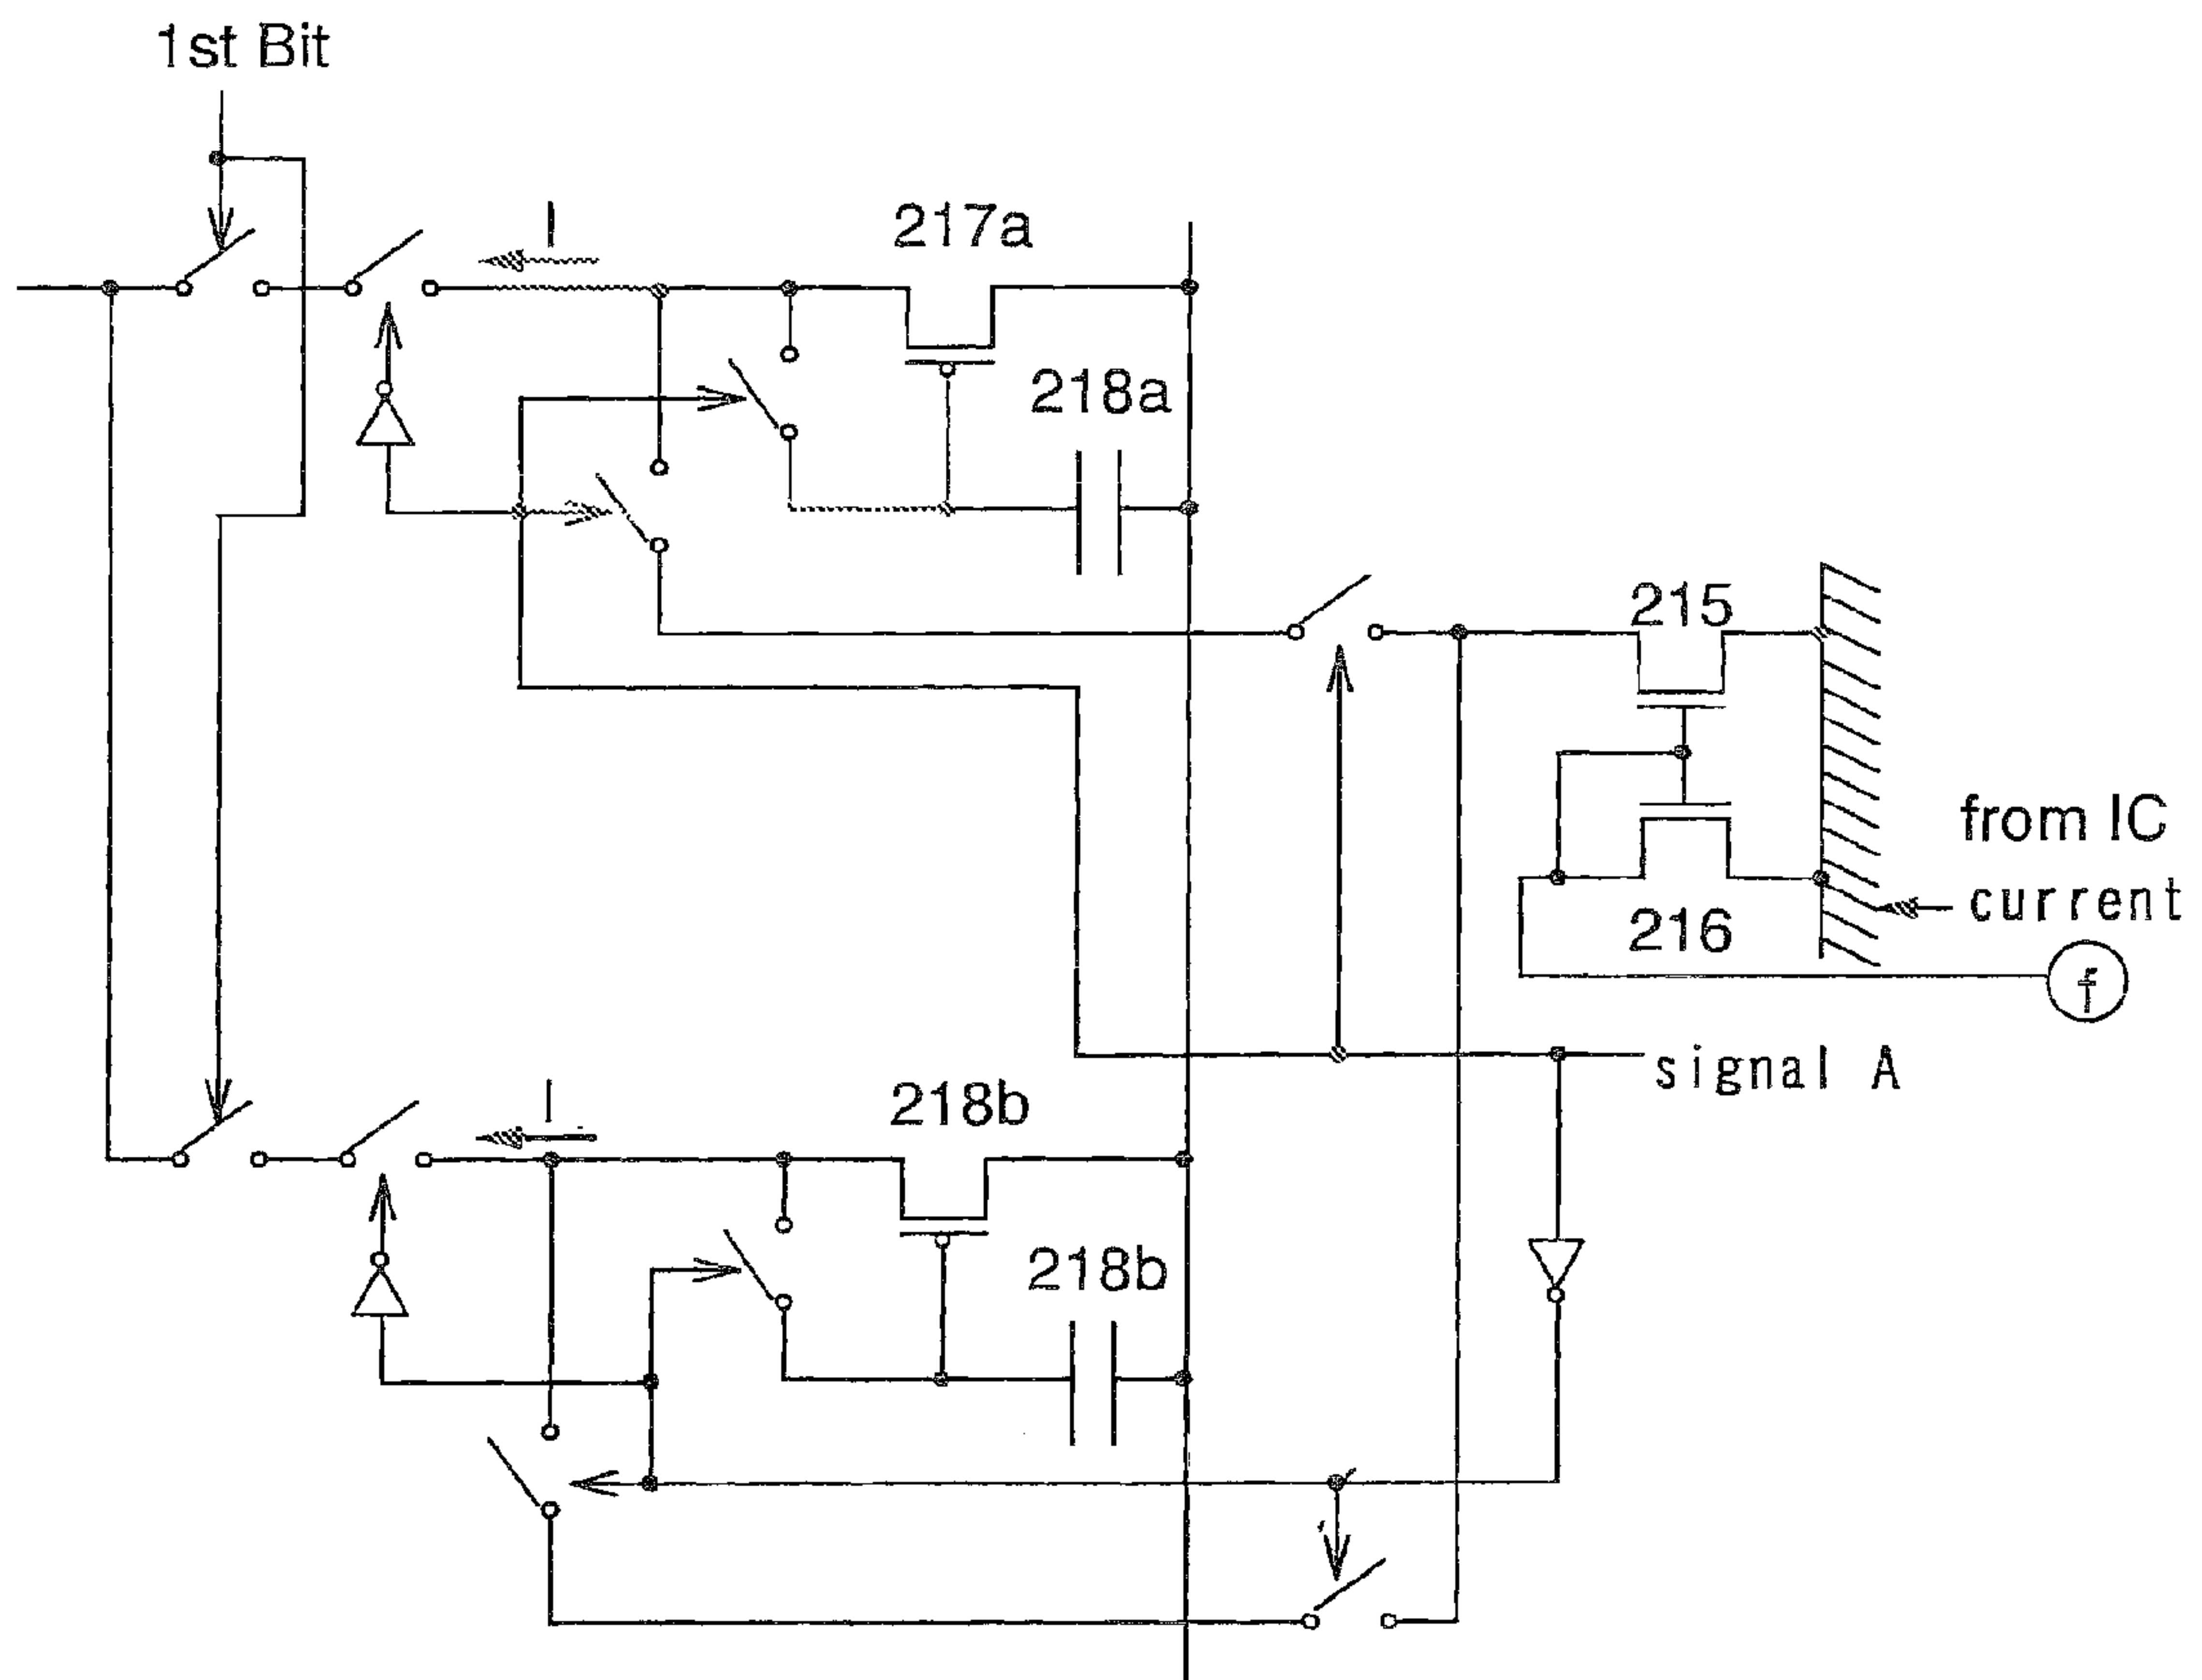 1st Bit
I
217a
218a
215
from IC
current
216
f
signal A
I
218b
218b